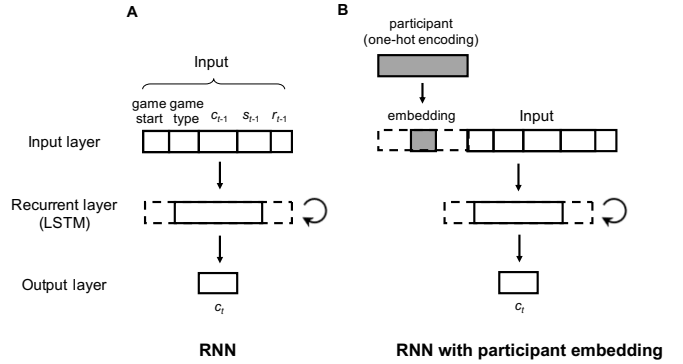 A
Input
game start
game type
c_{t-1}
s_{t-1}
r_{t-1}
Input layer
Recurrent layer
(LSTM)
Output layer
c_t
RNN
B
participant
(one-hot encoding)
embedding
Input
c_t
RNN with participant embedding